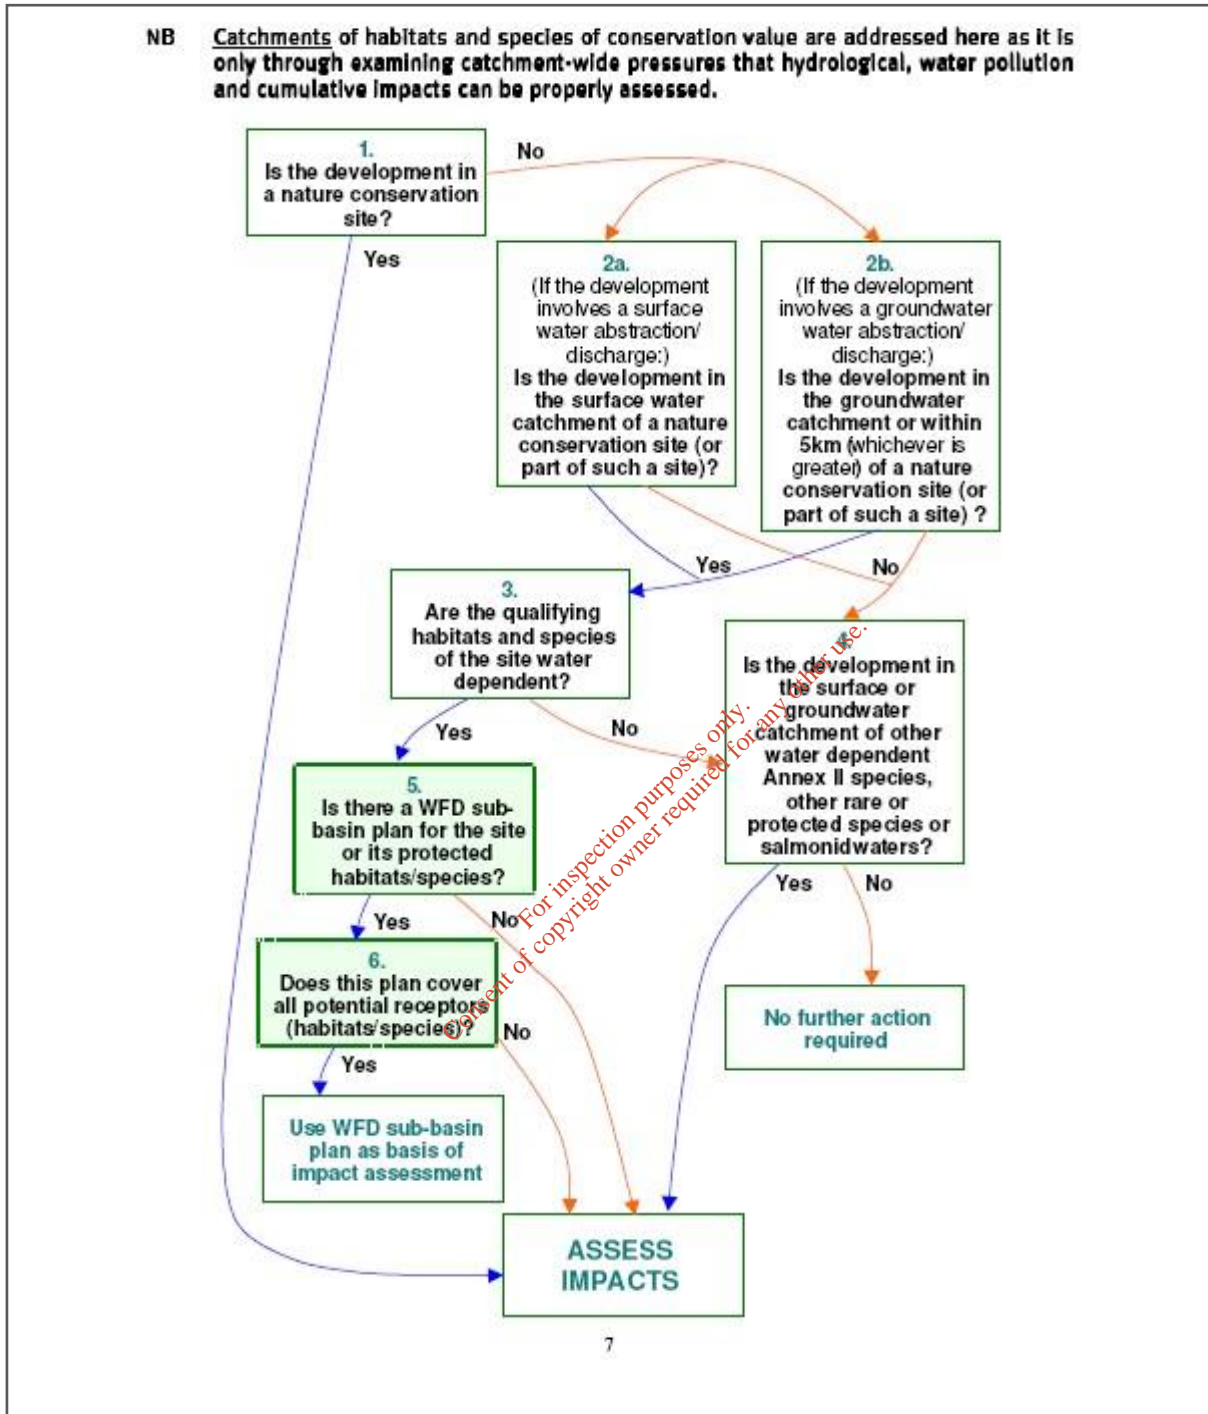 NB Catchments of habitats and species of conservation value are addressed here as it is
only through examining catchment-wide pressures that hydrological, water pollution
and cumulative impacts can be properly assessed.
1.
Is the development in
a nature conservation
site?
No
Yes
2a.
(If the development
involves a surface
water abstraction/
discharge:)
Is the development in
the surface water
catchment of a nature
conservation site (or
part of such a site)?
2b.
(If the development
involves a groundwater
water abstraction/
discharge:)
Is the development in
the groundwater
catchment or within
5km (whichever is
greater) of a nature
conservation site (or
part of such a site) ?
Yes
No
3.
Are the qualifying
habitats and species
of the site water
dependent?
Yes
No
Is the development in
the surface or
groundwater
catchment of other
water dependent
Annex II species,
other rare or
protected species or
salmonidwaters?
Yes
No
5.
Is there a WFD sub-
basin plan for the site
or its protected
habitats/species?
Yes
No
6.
Does this plan cover
all potential receptors
(habitats/species)?
Yes
No
No further action
required
Use WFD sub-basin
plan as basis of
impact assessment
ASSESS
IMPACTS
For inspection purposes only.
Consent of copyright owner required for any other use.
7